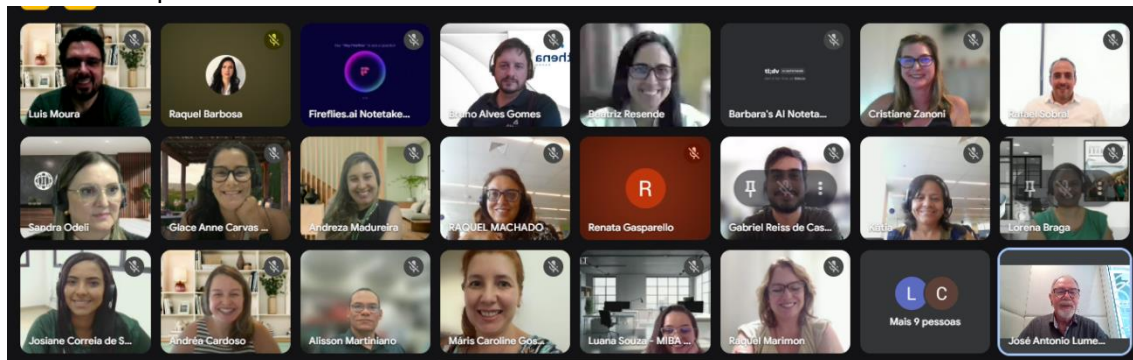 Luis Moura
Raquel Barbosa
Fireflies.ai Notetake...
Bruno Alves Gomes
Beatriz Resende
Barbara's AI Noteta...
Cristiane Zanoni
Rafael Sobral
Sandra Odeli
Glace Anne Carvas ...
Andreza Madureira
RAQUEL MACHADO
R
Renata Gasparello
Gabriel Reiss de Cas...
Katia
Lorena Braga
Josiane Correia de S...
Andréa Cardoso
Alisson Martiniano
Máris Caroline Gos...
Luana Souza - MIBA ...
Raquel Marimon
L C
Mais 9 pessoas
José Antonio Lume...